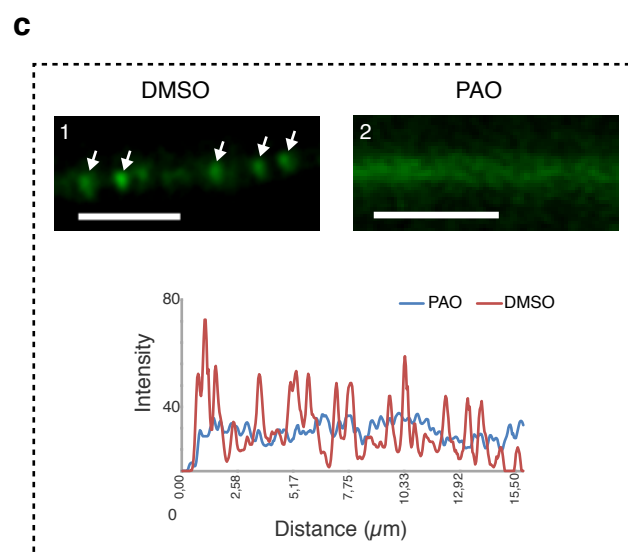 c
DMSO PAO
1 2
PAO DMSO
80
40
0
Intensity
0,00 2,58 5,17 7,75 10,33 12,92 15,50
Distance (µm)